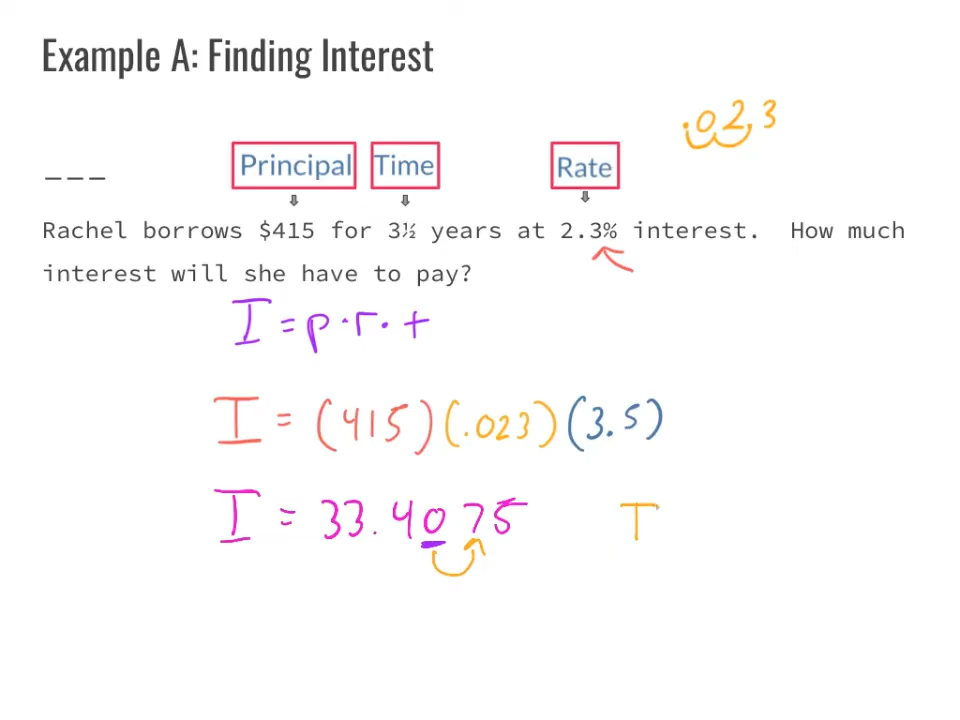 Example A: Finding Interest
.02.3
___ Principal Time Rate
Rachel borrows $415 for 3½ years at 2.3% interest. How much
interest will she have to pay?
I = p·r·t
I = (415)(.023)(3.5)
I = 33.4075 T